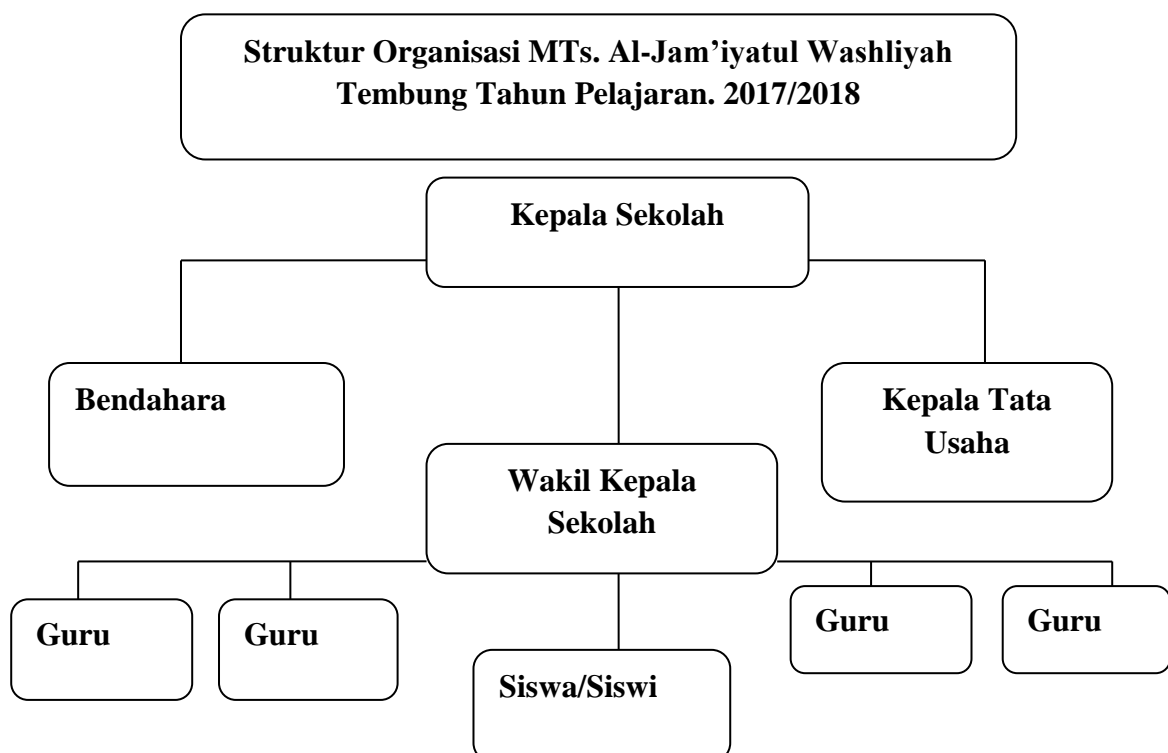 Struktur Organisasi MTs. Al-Jam’iyatul Washliyah
Tembung Tahun Pelajaran. 2017/2018
Kepala Sekolah
Bendahara
Kepala Tata
Usaha
Wakil Kepala
Sekolah
Guru
Guru
Guru
Guru
Siswa/Siswi